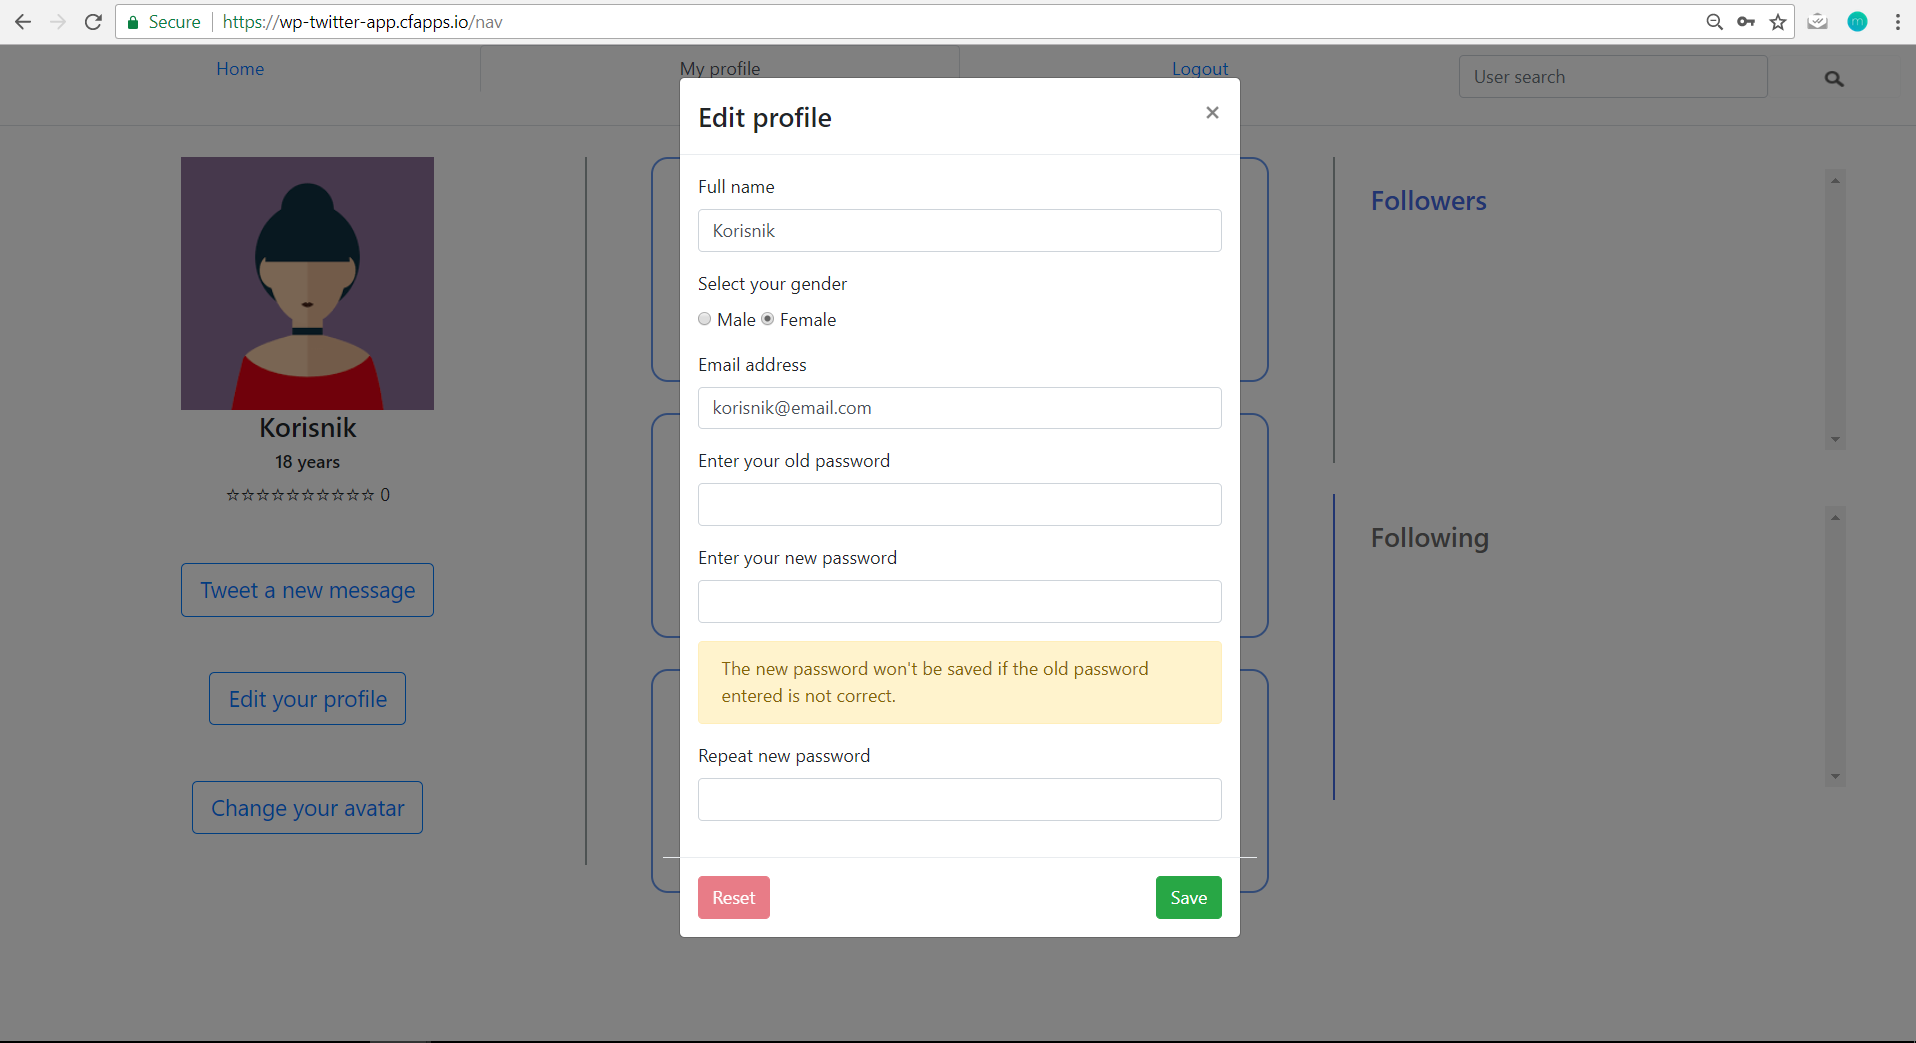 Secure https://wp-twitter-app.cfapps.io/nav
m
Home
My profile
Logout
User search
Korisnik
18 years
☆☆☆☆☆☆☆☆☆☆ 0
Tweet a new message
Edit your profile
Change your avatar
Edit profile
×
Full name
Korisnik
Select your gender
Male Female
Email address
korisnik@email.com
Enter your old password
Enter your new password
The new password won't be saved if the old password
entered is not correct.
Repeat new password
Reset
Save
Followers
Following